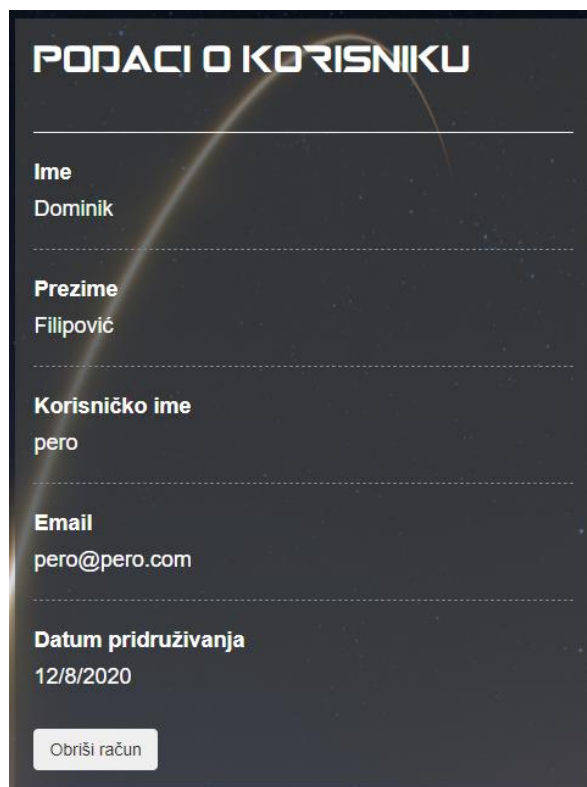 PODACI O KORISNIKU
Ime
Dominik
Prezime
Filipović
Korisničko ime
pero
Email
pero@pero.com
Datum pridruživanja
12/8/2020
Obriši račun